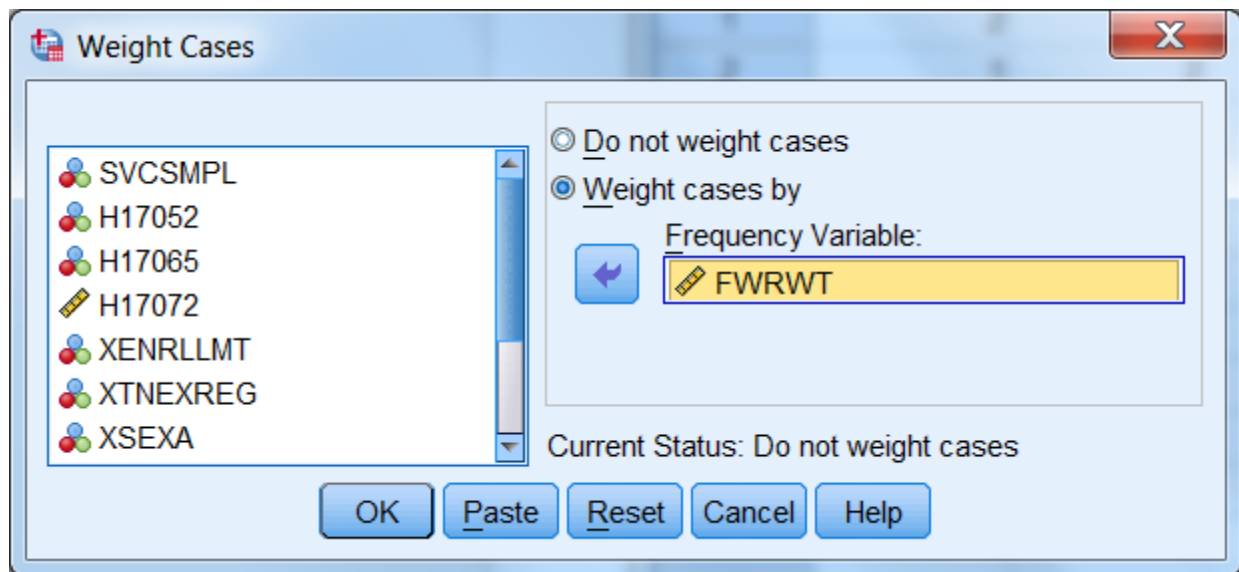 Weight Cases
SVCSMPL
H17052
H17065
H17072
XENRLLMT
XTNEXREG
XSEXA
Do not weight cases
Weight cases by
Frequency Variable:
FWRWT
Current Status: Do not weight cases
OK
Paste
Reset
Cancel
Help